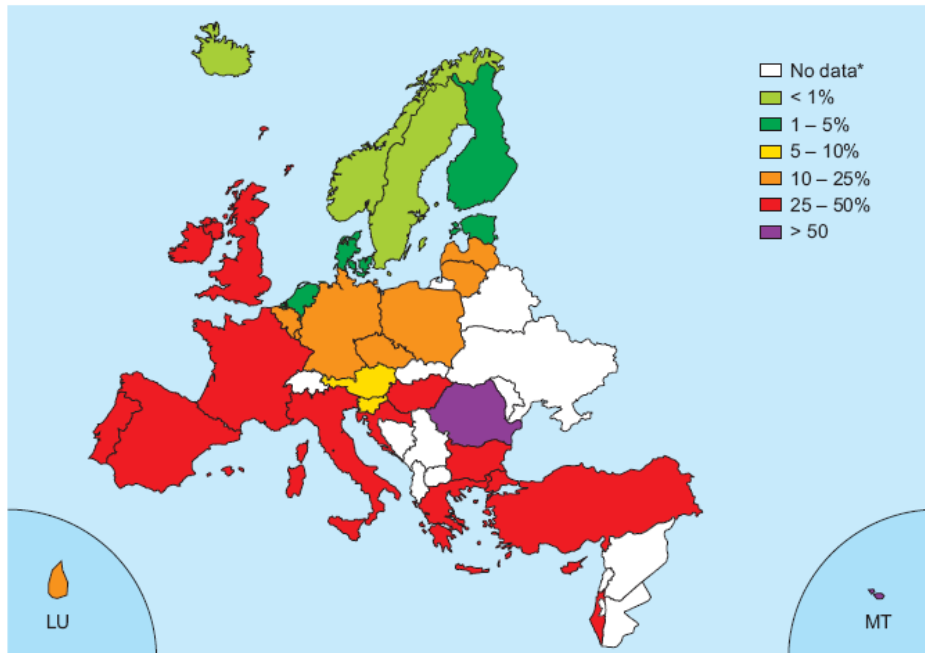 No data*
< 1%
1 – 5%
5 – 10%
10 – 25%
25 – 50%
> 50
LU
MT